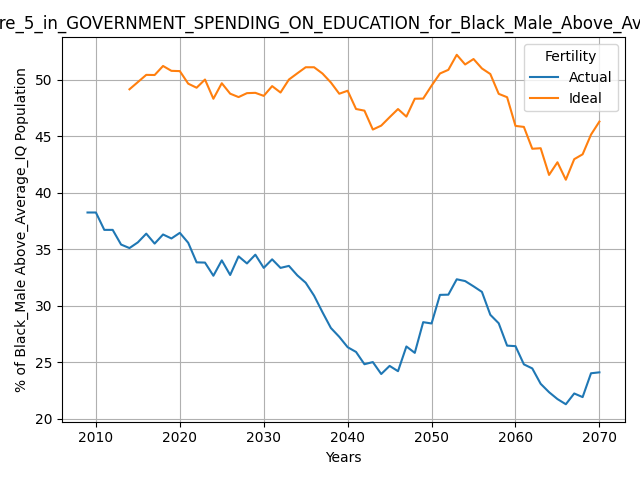 re_5_in_GOVERNMENT_SPENDING_ON_EDUCATION_for_Black_Male_Above_Av
Fertility
Actual
Ideal
% of Black_Male Above_Average_IQ Population
50
45
40
35
30
25
20
2010 2020 2030 2040 2050 2060 2070
Years